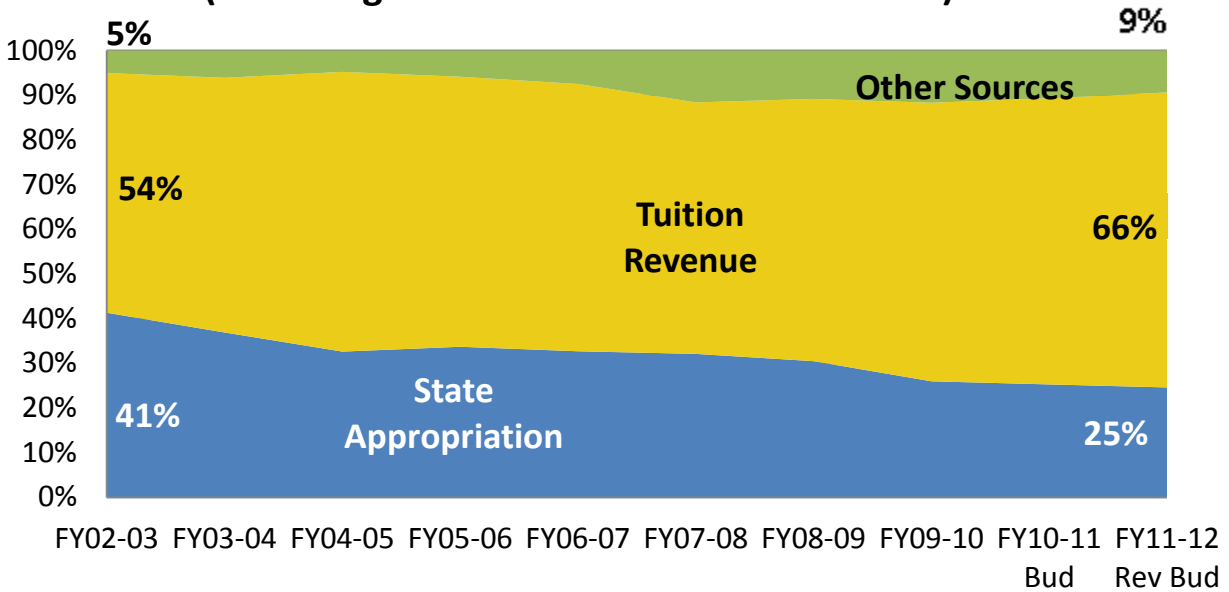 5%
9%
100%
90%
80%
70%
60%
50%
40%
30%
20%
10%
0%
Other Sources
54%
Tuition
Revenue
66%
State
Appropriation
41%
25%
FY02-03 FY03-04 FY04-05 FY05-06 FY06-07 FY07-08 FY08-09 FY09-10 FY10-11 FY11-12
Bud Rev Bud